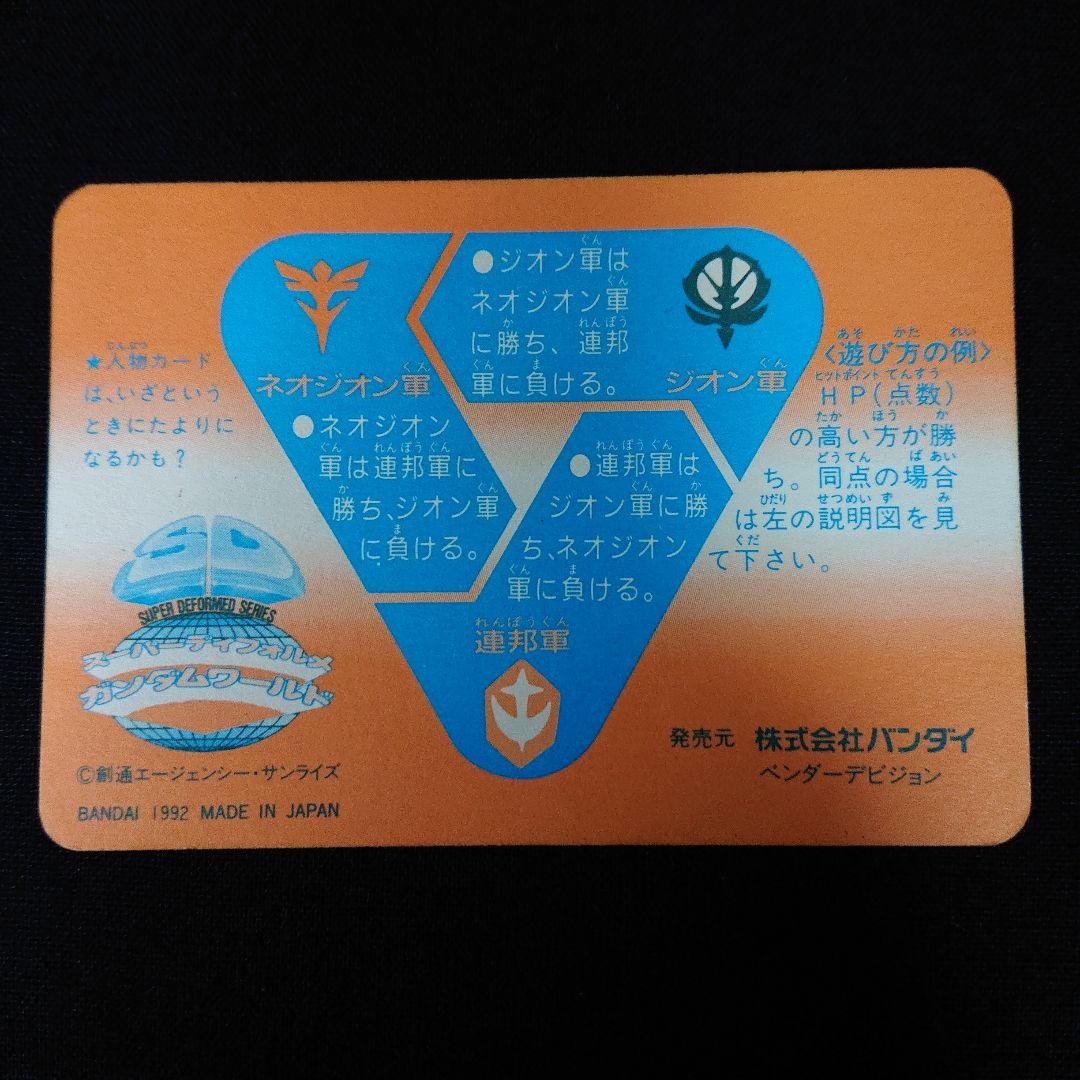 ★人物カード
は、いざという
ときにたよりに
なるかも？
ネオジオン軍
●ネオジオン
軍は連邦軍に
勝ち、ジオン軍
に負ける。
●ジオン軍は
ネオジオン軍
に勝ち、連邦
軍に負ける。
ジオン軍
●連邦軍は
ジオン軍に勝
ち、ネオジオン
軍に負ける。
連邦軍
〈遊び方の例〉
HP(点数)
の高い方が勝
ち。同点の場合
は左の説明図を見
て下さい。
SD
SUPER DEFORMED SERIES
スーパーディフォルメ
ガンダムワールド
©創通エージェンシー・サンライズ
BANDAI 1992 MADE IN JAPAN
発売元 株式会社バンダイ
ベンダーデビジョン